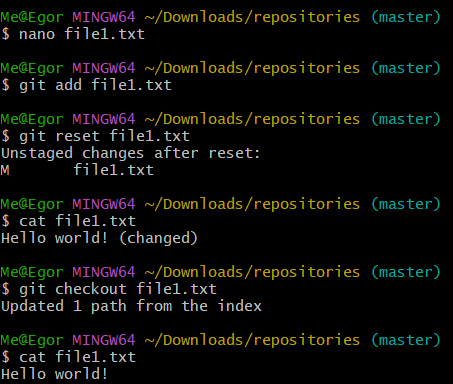 Me@Egor MINGW64 ~/Downloads/repositories (master)
$ nano file1.txt
Me@Egor MINGW64 ~/Downloads/repositories (master)
$ git add file1.txt
Me@Egor MINGW64 ~/Downloads/repositories (master)
$ git reset file1.txt
Unstaged changes after reset:
M       file1.txt
Me@Egor MINGW64 ~/Downloads/repositories (master)
$ cat file1.txt
Hello world! (changed)
Me@Egor MINGW64 ~/Downloads/repositories (master)
$ git checkout file1.txt
Updated 1 path from the index
Me@Egor MINGW64 ~/Downloads/repositories (master)
$ cat file1.txt
Hello world!